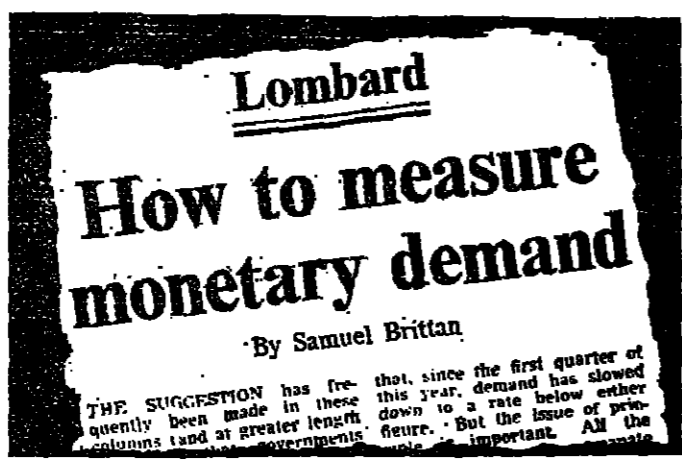 Lombard
How to measure
monetary demand
By Samuel Brittan
THE SUGGESTION has fre-
quently been made in these
columns (and at greater length
governments
that, since the first quarter of
this year, demand has slowed
down to a rate below either
figure. But the issue of prin-
is important. All the